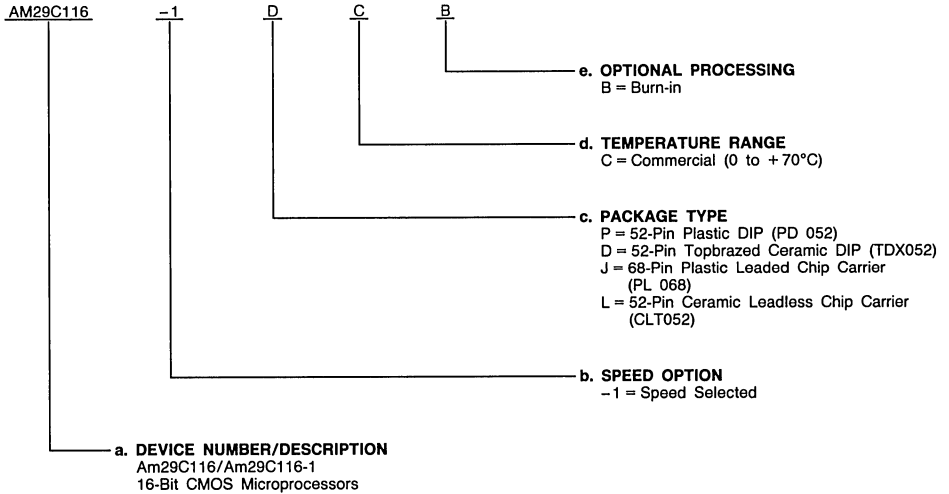 AM29C116 –1 D C B
e. OPTIONAL PROCESSING
B = Burn-in
d. TEMPERATURE RANGE
C = Commercial (0 to +70°C)
c. PACKAGE TYPE
P = 52-Pin Plastic DIP (PD 052)
D = 52-Pin Topbrazed Ceramic DIP (TDX052)
J = 68-Pin Plastic Leaded Chip Carrier
(PL 068)
L = 52-Pin Ceramic Leadless Chip Carrier
(CLT052)
b. SPEED OPTION
–1 = Speed Selected
a. DEVICE NUMBER/DESCRIPTION
Am29C116/Am29C116-1
16-Bit CMOS Microprocessors